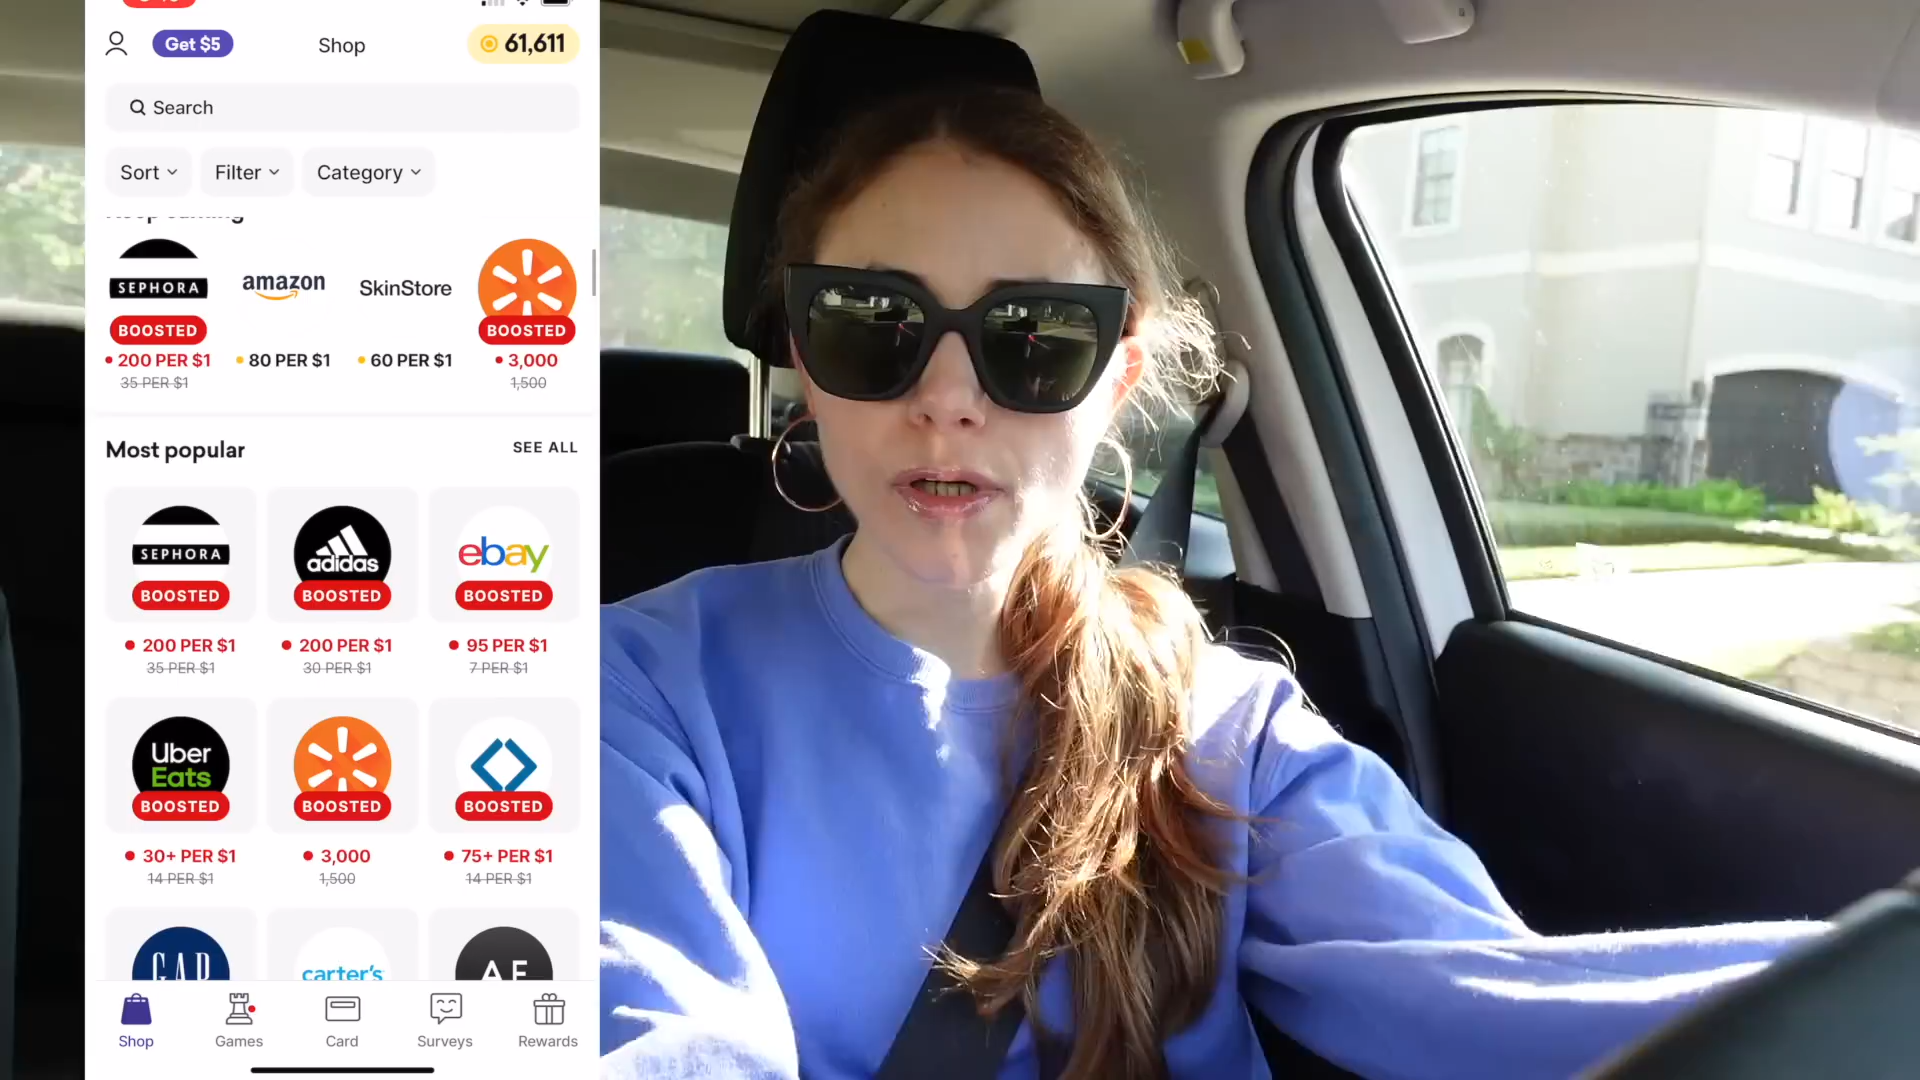 Get $5
Shop
61,611
Search
Sort
Filter
Category
Keep earning
SEPHORA
amazon
SkinStore
BOOSTED
BOOSTED
200 PER $1
80 PER $1
60 PER $1
3,000
35 PER $1
1,500
Most popular
SEE ALL
SEPHORA
adidas
ebay
BOOSTED
BOOSTED
BOOSTED
200 PER $1
200 PER $1
95 PER $1
35 PER $1
30 PER $1
7 PER $1
Uber
Eats
BOOSTED
BOOSTED
BOOSTED
30+ PER $1
3,000
75+ PER $1
14 PER $1
1,500
14 PER $1
GAP
carter's
AE
Shop
Games
Card
Surveys
Rewards